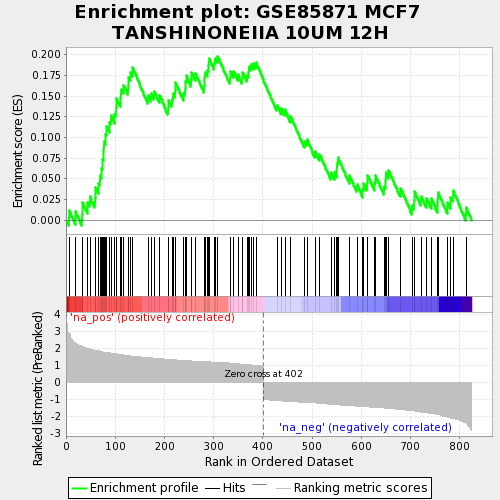 Enrichment plot: GSE85871 MCF7
TANSHINONEIIA 10UM 12H
Enrichment score (ES)
0.200
0.175
0.150
0.125
0.100
0.075
0.050
0.025
0.000
'na_pos' (positively correlated)
Ranked list metric (PreRanked)
4
3
2
1
0
-1
-2
-3
Zero cross at 402
'na_neg' (negatively correlated)
0 100 200 300 400 500 600 700 800
Rank in Ordered Dataset
Enrichment profile Hits Ranking metric scores